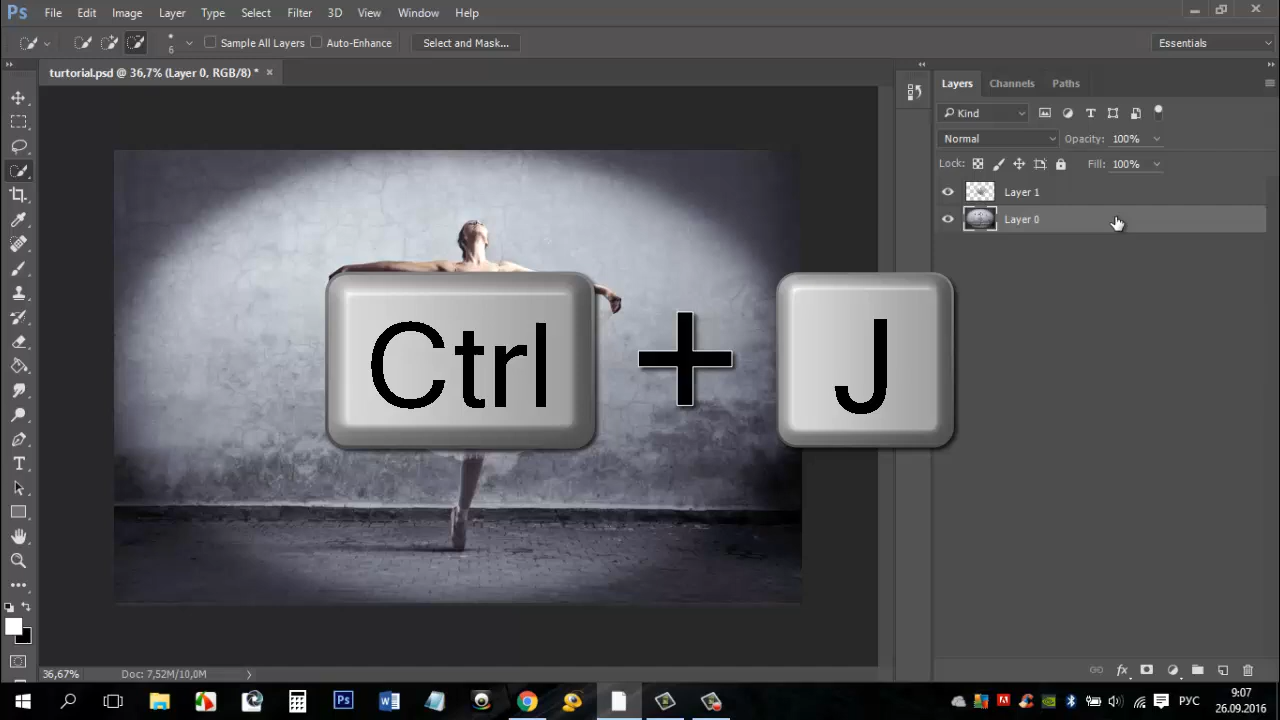 Ps File Edit Image Layer Type Select Filter 3D View Window Help
6 Sample All Layers Auto-Enhance Select and Mask... Essentials
turtorial.psd @ 36,7% (Layer 0, RGB/8) *
Layers Channels Paths
Kind
Normal Opacity: 100%
Lock: Fill: 100%
Layer 1
Layer 0
Ctrl + J
36,67% Doc: 7,52M/10,0M
РУС
9:07
26.09.2016